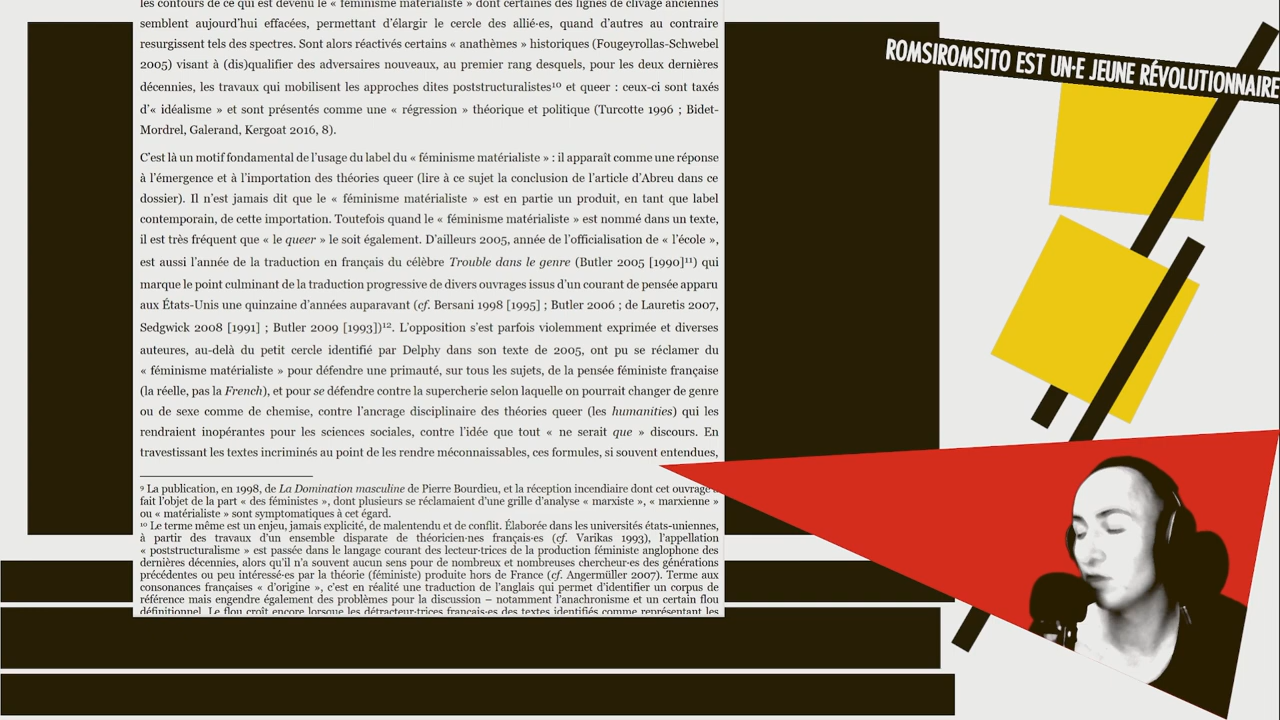 les contours de ce qui est devenu le « féminisme matérialiste » dont certaines des lignes de clivage anciennes
semblent aujourd'hui effacées, permettant d'élargir le cercle des allié·es, quand d'autres au contraire
resurgissent tels des spectres. Sont alors réactivés certains « anathèmes » historiques (Fougeyrollas-Schwebel
2005) visant à (dis)qualifier des adversaires nouveaux, au premier rang desquels, pour les deux dernières
décennies, les travaux qui mobilisent les approches dites poststructuralistes¹⁰ et queer : ceux-ci sont taxés
d'« idéalisme » et sont présentés comme une « régression » théorique et politique (Turcotte 1996 ; Bidet-
Mordrel, Galerand, Kergoat 2016, 8).
C'est là un motif fondamental de l'usage du label du « féminisme matérialiste » : il apparaît comme une réponse
à l'émergence et à l'importation des théories queer (lire à ce sujet la conclusion de l'article d'Abreu dans ce
dossier). Il n'est jamais dit que le « féminisme matérialiste » est en partie un produit, en tant que label
contemporain, de cette importation. Toutefois quand le « féminisme matérialiste » est nommé dans un texte,
il est très fréquent que « le queer » le soit également. D'ailleurs 2005, année de l'officialisation de « l'école »,
est aussi l'année de la traduction en français du célèbre Trouble dans le genre (Butler 2005 [1990]¹¹) qui
marque le point culminant de la traduction progressive de divers ouvrages issus d'un courant de pensée apparu
aux États-Unis une quinzaine d'années auparavant (cf. Bersani 1998 [1995] ; Butler 2006 ; de Lauretis 2007,
Sedgwick 2008 [1991] ; Butler 2009 [1993])¹². L'opposition s'est parfois violemment exprimée et diverses
auteures, au-delà du petit cercle identifié par Delphy dans son texte de 2005, ont pu se réclamer du
« féminisme matérialiste » pour défendre une primauté, sur tous les sujets, de la pensée féministe française
(la réelle, pas la French), et pour se défendre contre la supercherie selon laquelle on pourrait changer de genre
ou de sexe comme de chemise, contre l'ancrage disciplinaire des théories queer (les humanities) qui les
rendraient inopérantes pour les sciences sociales, contre l'idée que tout « ne serait que » discours. En
travestissant les textes incriminés au point de les rendre méconnaissables, ces formules, si souvent entendues,
⁹ La publication, en 1998, de La Domination masculine de Pierre Bourdieu, et la réception incendiaire dont cet ouvrage a
fait l'objet de la part « des féministes », dont plusieurs se réclamaient d'une grille d'analyse « marxiste », « marxienne »
ou « matérialiste » sont symptomatiques à cet égard.
¹⁰ Le terme même est un enjeu, jamais explicité, de malentendu et de conflit. Élaborée dans les universités états-uniennes,
à partir des travaux d'un ensemble disparate de théoricien·nes français·es (cf. Varikas 1993), l'appellation
« poststructuralisme » est passée dans le langage courant des lecteur·trices de la production féministe anglophone des
dernières décennies, alors qu'il n'a souvent aucun sens pour de nombreux et nombreuses chercheur·es des générations
précédentes ou peu intéressé·es par la théorie (féministe) produite hors de France (cf. Angermüller 2007). Terme aux
consonances françaises « d'origine », c'est en réalité une traduction de l'anglais qui permet d'identifier un corpus de
référence mais engendre également des problèmes pour la discussion – notamment l'anachronisme et un certain flou
définitionnel. Le flou croît encore lorsque les détracteur·trices français·es des textes identifiés comme représentant les
ROMSIROMSITO EST UN·E JEUNE RÉVOLUTIONNAIRE